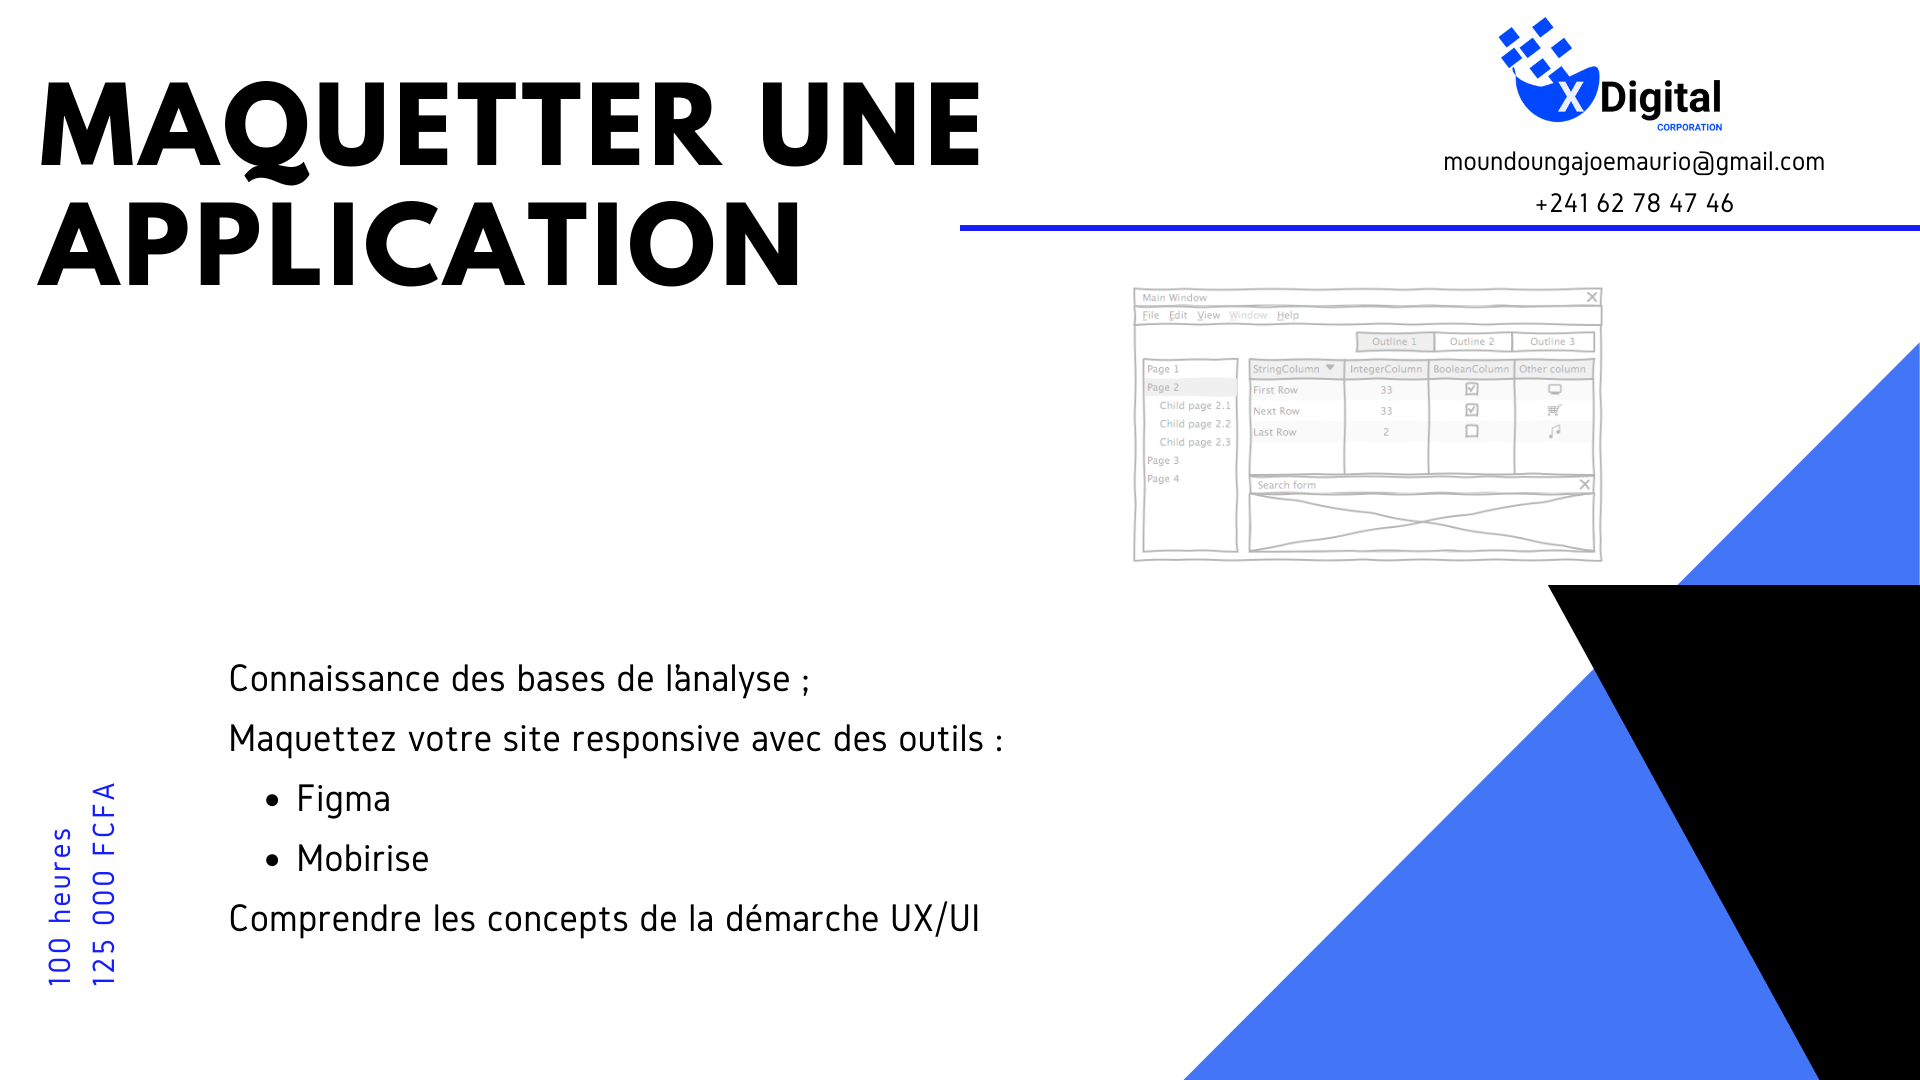 MAQUETTER UNE
APPLICATION
X Digital
CORPORATION
moundoungajoemaurio@gmail.com
+241 62 78 47 46
Main Window
File Edit View Window Help
Outline 1 Outline 2 Outline 3
Page 1
Page 2
Child page 2.1
Child page 2.2
Child page 2.3
Page 3
Page 4
StringColumn IntegerColumn BooleanColumn Other column
First Row 33
Next Row 33
Last Row 2
Search form
Connaissance des bases de l'analyse ;
Maquettez votre site responsive avec des outils :
• Figma
• Mobirise
Comprendre les concepts de la démarche UX/UI
100 heures
125 000 FCFA